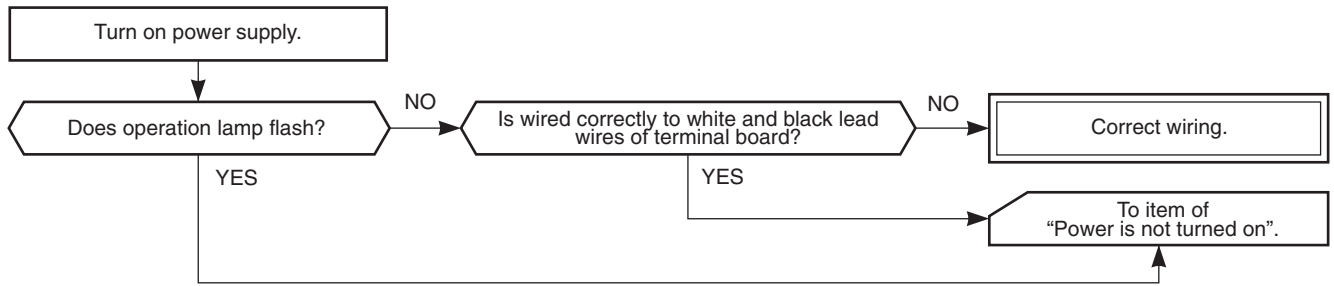 Turn on power supply.
Does operation lamp flash?
NO
Is wired correctly to white and black lead
wires of terminal board?
NO
Correct wiring.
YES
YES
To item of
“Power is not turned on”.